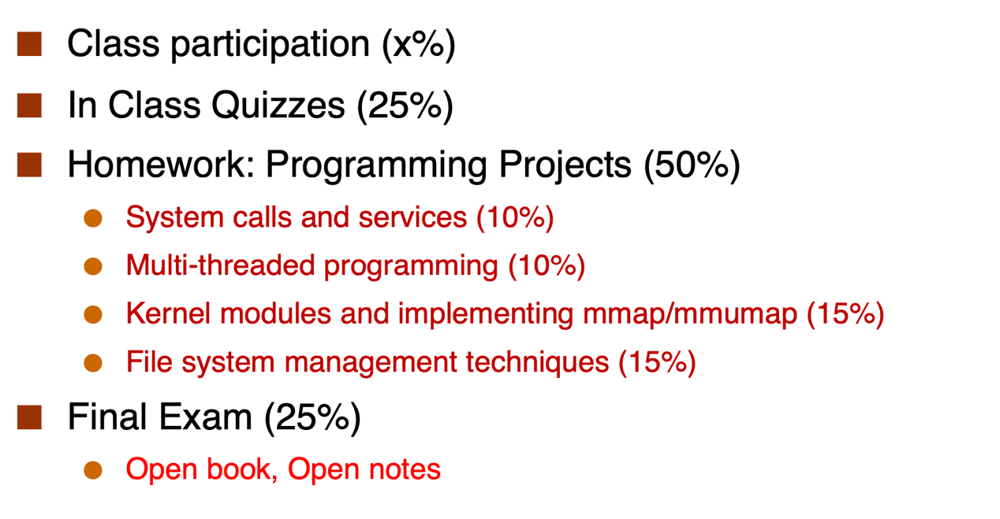 Class participation (x%)
In Class Quizzes (25%)
Homework: Programming Projects (50%)
System calls and services (10%)
Multi-threaded programming (10%)
Kernel modules and implementing mmap/mmumap (15%)
File system management techniques (15%)
Final Exam (25%)
Open book, Open notes